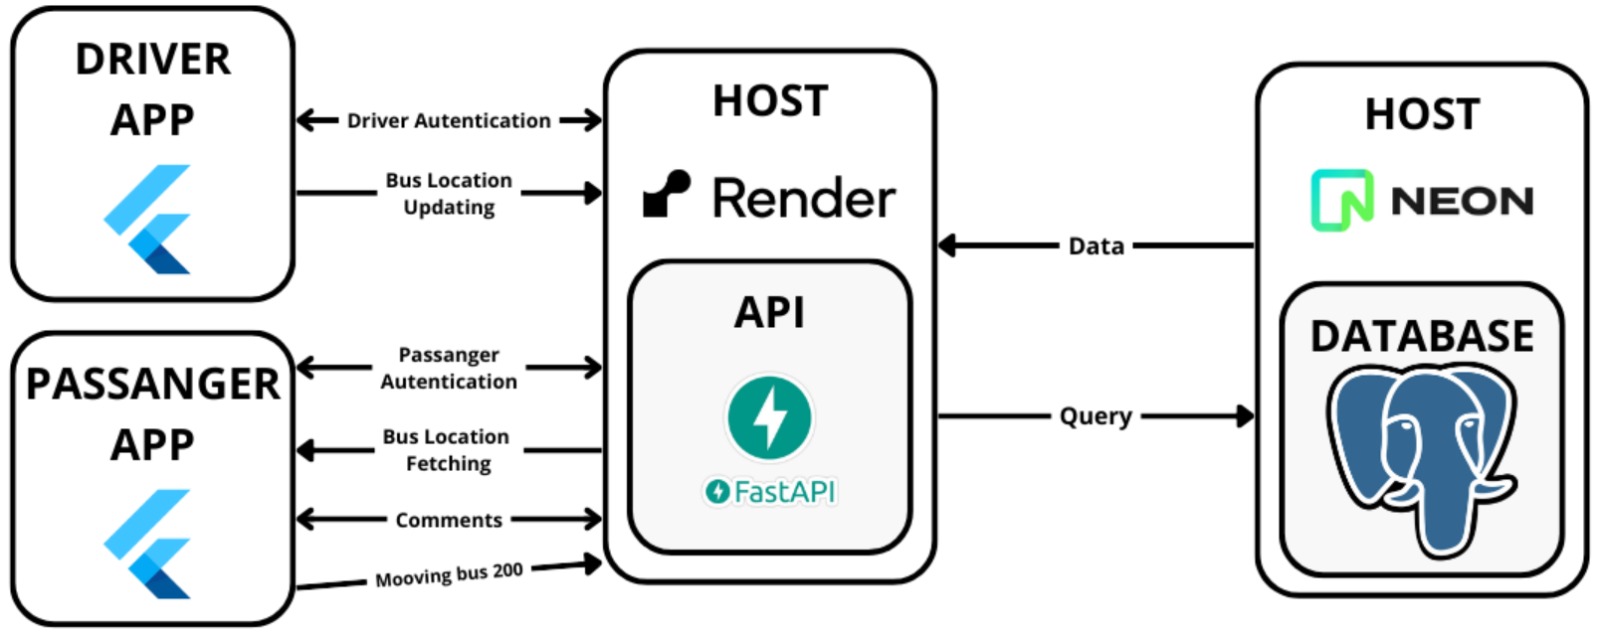 DRIVER
APP
Driver Autentication
Bus Location
Updating
PASSANGER
APP
Passanger
Autentication
Bus Location
Fetching
Comments
Mooving bus 200
HOST
Render
API
FastAPI
Data
Query
HOST
NEON
DATABASE